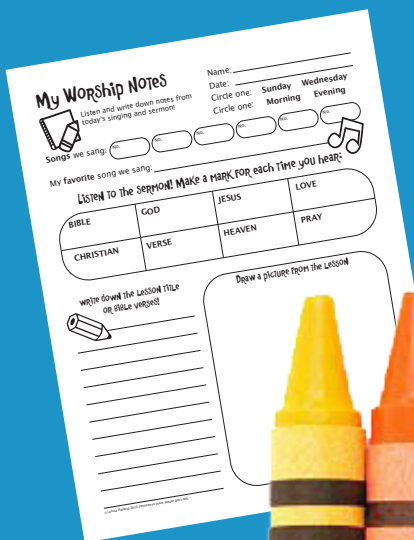 My Worship Notes
Listen and write down notes from
today's singing and sermon!
Name:
Date:
Circle one: Sunday Wednesday
Circle one: Morning Evening
Songs we sang: No. No. No. No. No. No.
My favorite song we sang:
Listen to the sermon! Make a mark for each time you hear:
BIBLE GOD JESUS LOVE
CHRISTIAN VERSE HEAVEN PRAY
Write down the lesson title
or Bible verses!
Draw a picture from the lesson